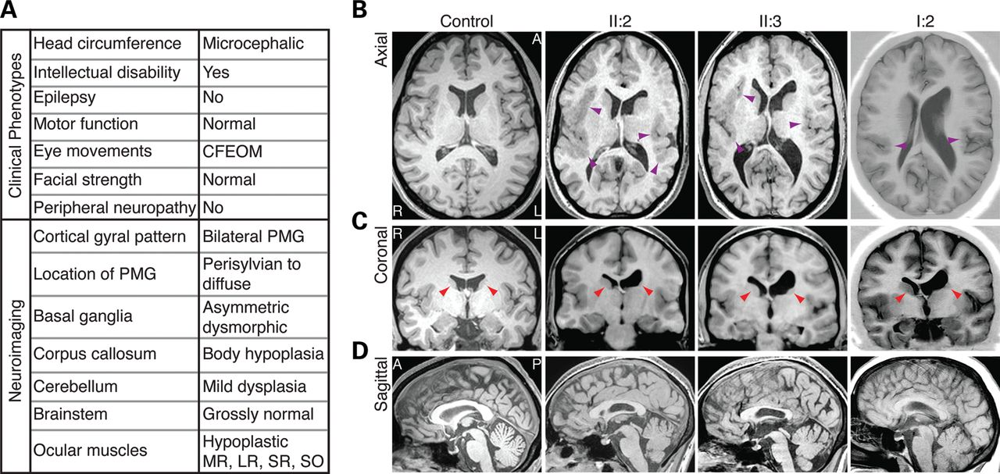 A
Clinical Phenotypes
Head circumference Microcephalic
Intellectual disability Yes
Epilepsy No
Motor function Normal
Eye movements CFEOM
Facial strength Normal
Peripheral neuropathy No
Neuroimaging
Cortical gyral pattern Bilateral PMG
Location of PMG Perisylvian to
diffuse
Basal ganglia Asymmetric
dysmorphic
Corpus callosum Body hypoplasia
Cerebellum Mild dysplasia
Brainstem Grossly normal
Ocular muscles Hypoplastic
MR, LR, SR, SO
B
Control II:2 II:3 I:2
Axial
A
R L
C
Coronal
R L
D
Sagittal
A P